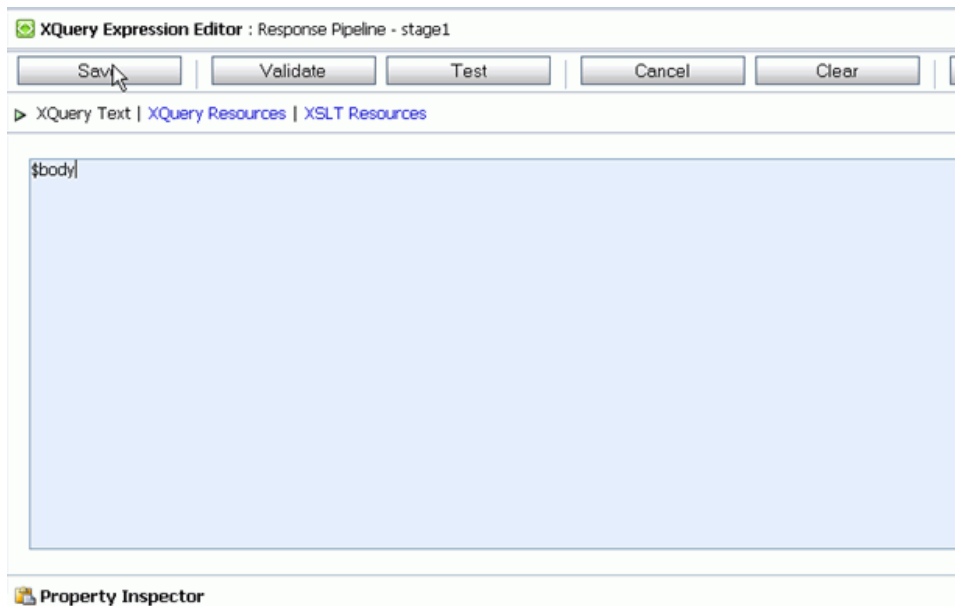 XQuery Expression Editor : Response Pipeline - stage1
Save Validate Test Cancel Clear
XQuery Text | XQuery Resources | XSLT Resources
$body
Property Inspector